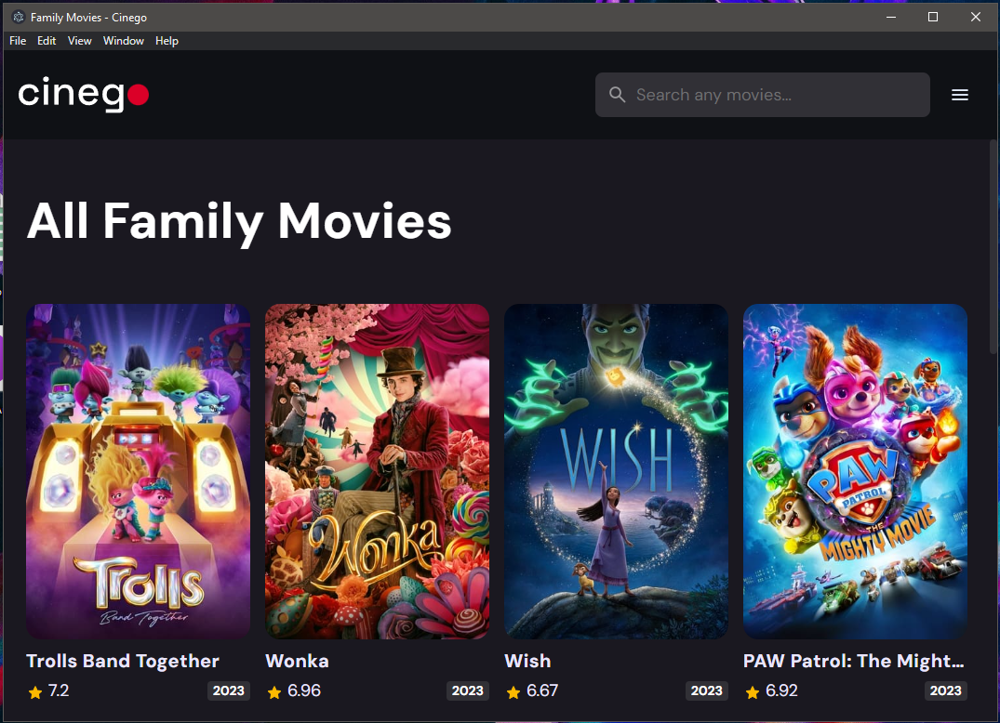 Family Movies - Cinego
File Edit View Window Help
cinego
Search any movies...
All Family Movies
Trolls
Band Together
Wonka
WISH
PAW
PATROL
THE
MIGHTY MOVIE
Trolls Band Together
Wonka
Wish
PAW Patrol: The Might...
7.2 2023
6.96 2023
6.67 2023
6.92 2023